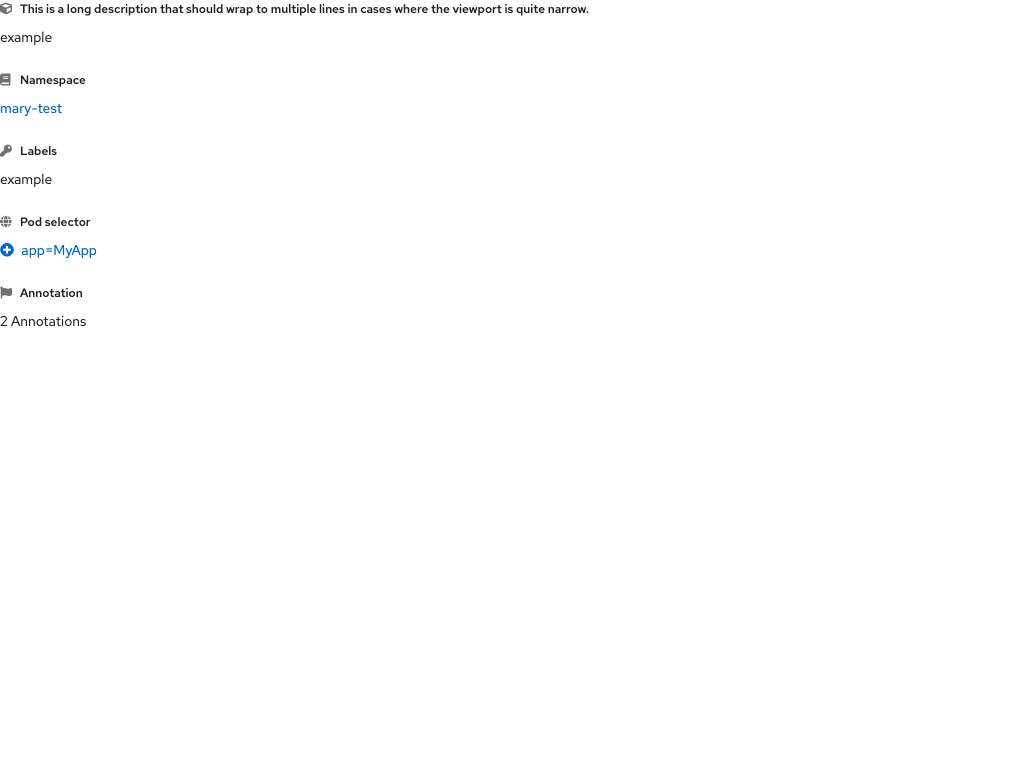 This is a long description that should wrap to multiple lines in cases where the viewport is quite narrow.
example
Namespace
mary-test
Labels
example
Pod selector
app=MyApp
Annotation
2 Annotations